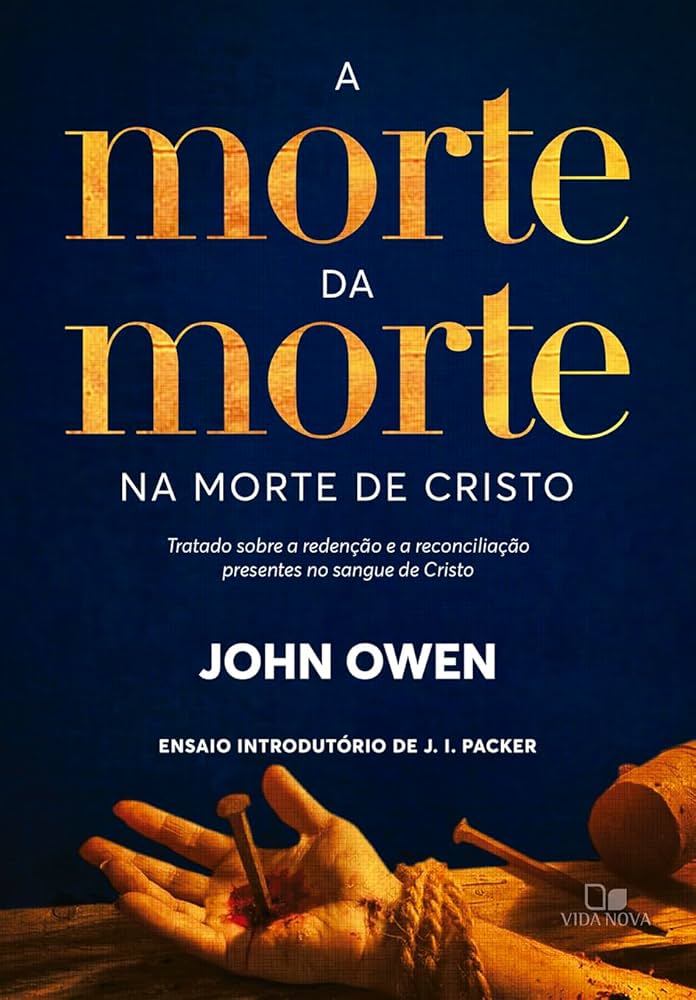 A
morte
DA
morte
NA MORTE DE CRISTO
Tratado sobre a redenção e a reconciliação
presentes no sangue de Cristo
JOHN OWEN
ENSAIO INTRODUTÓRIO DE J. I. PACKER
VIDA NOVA